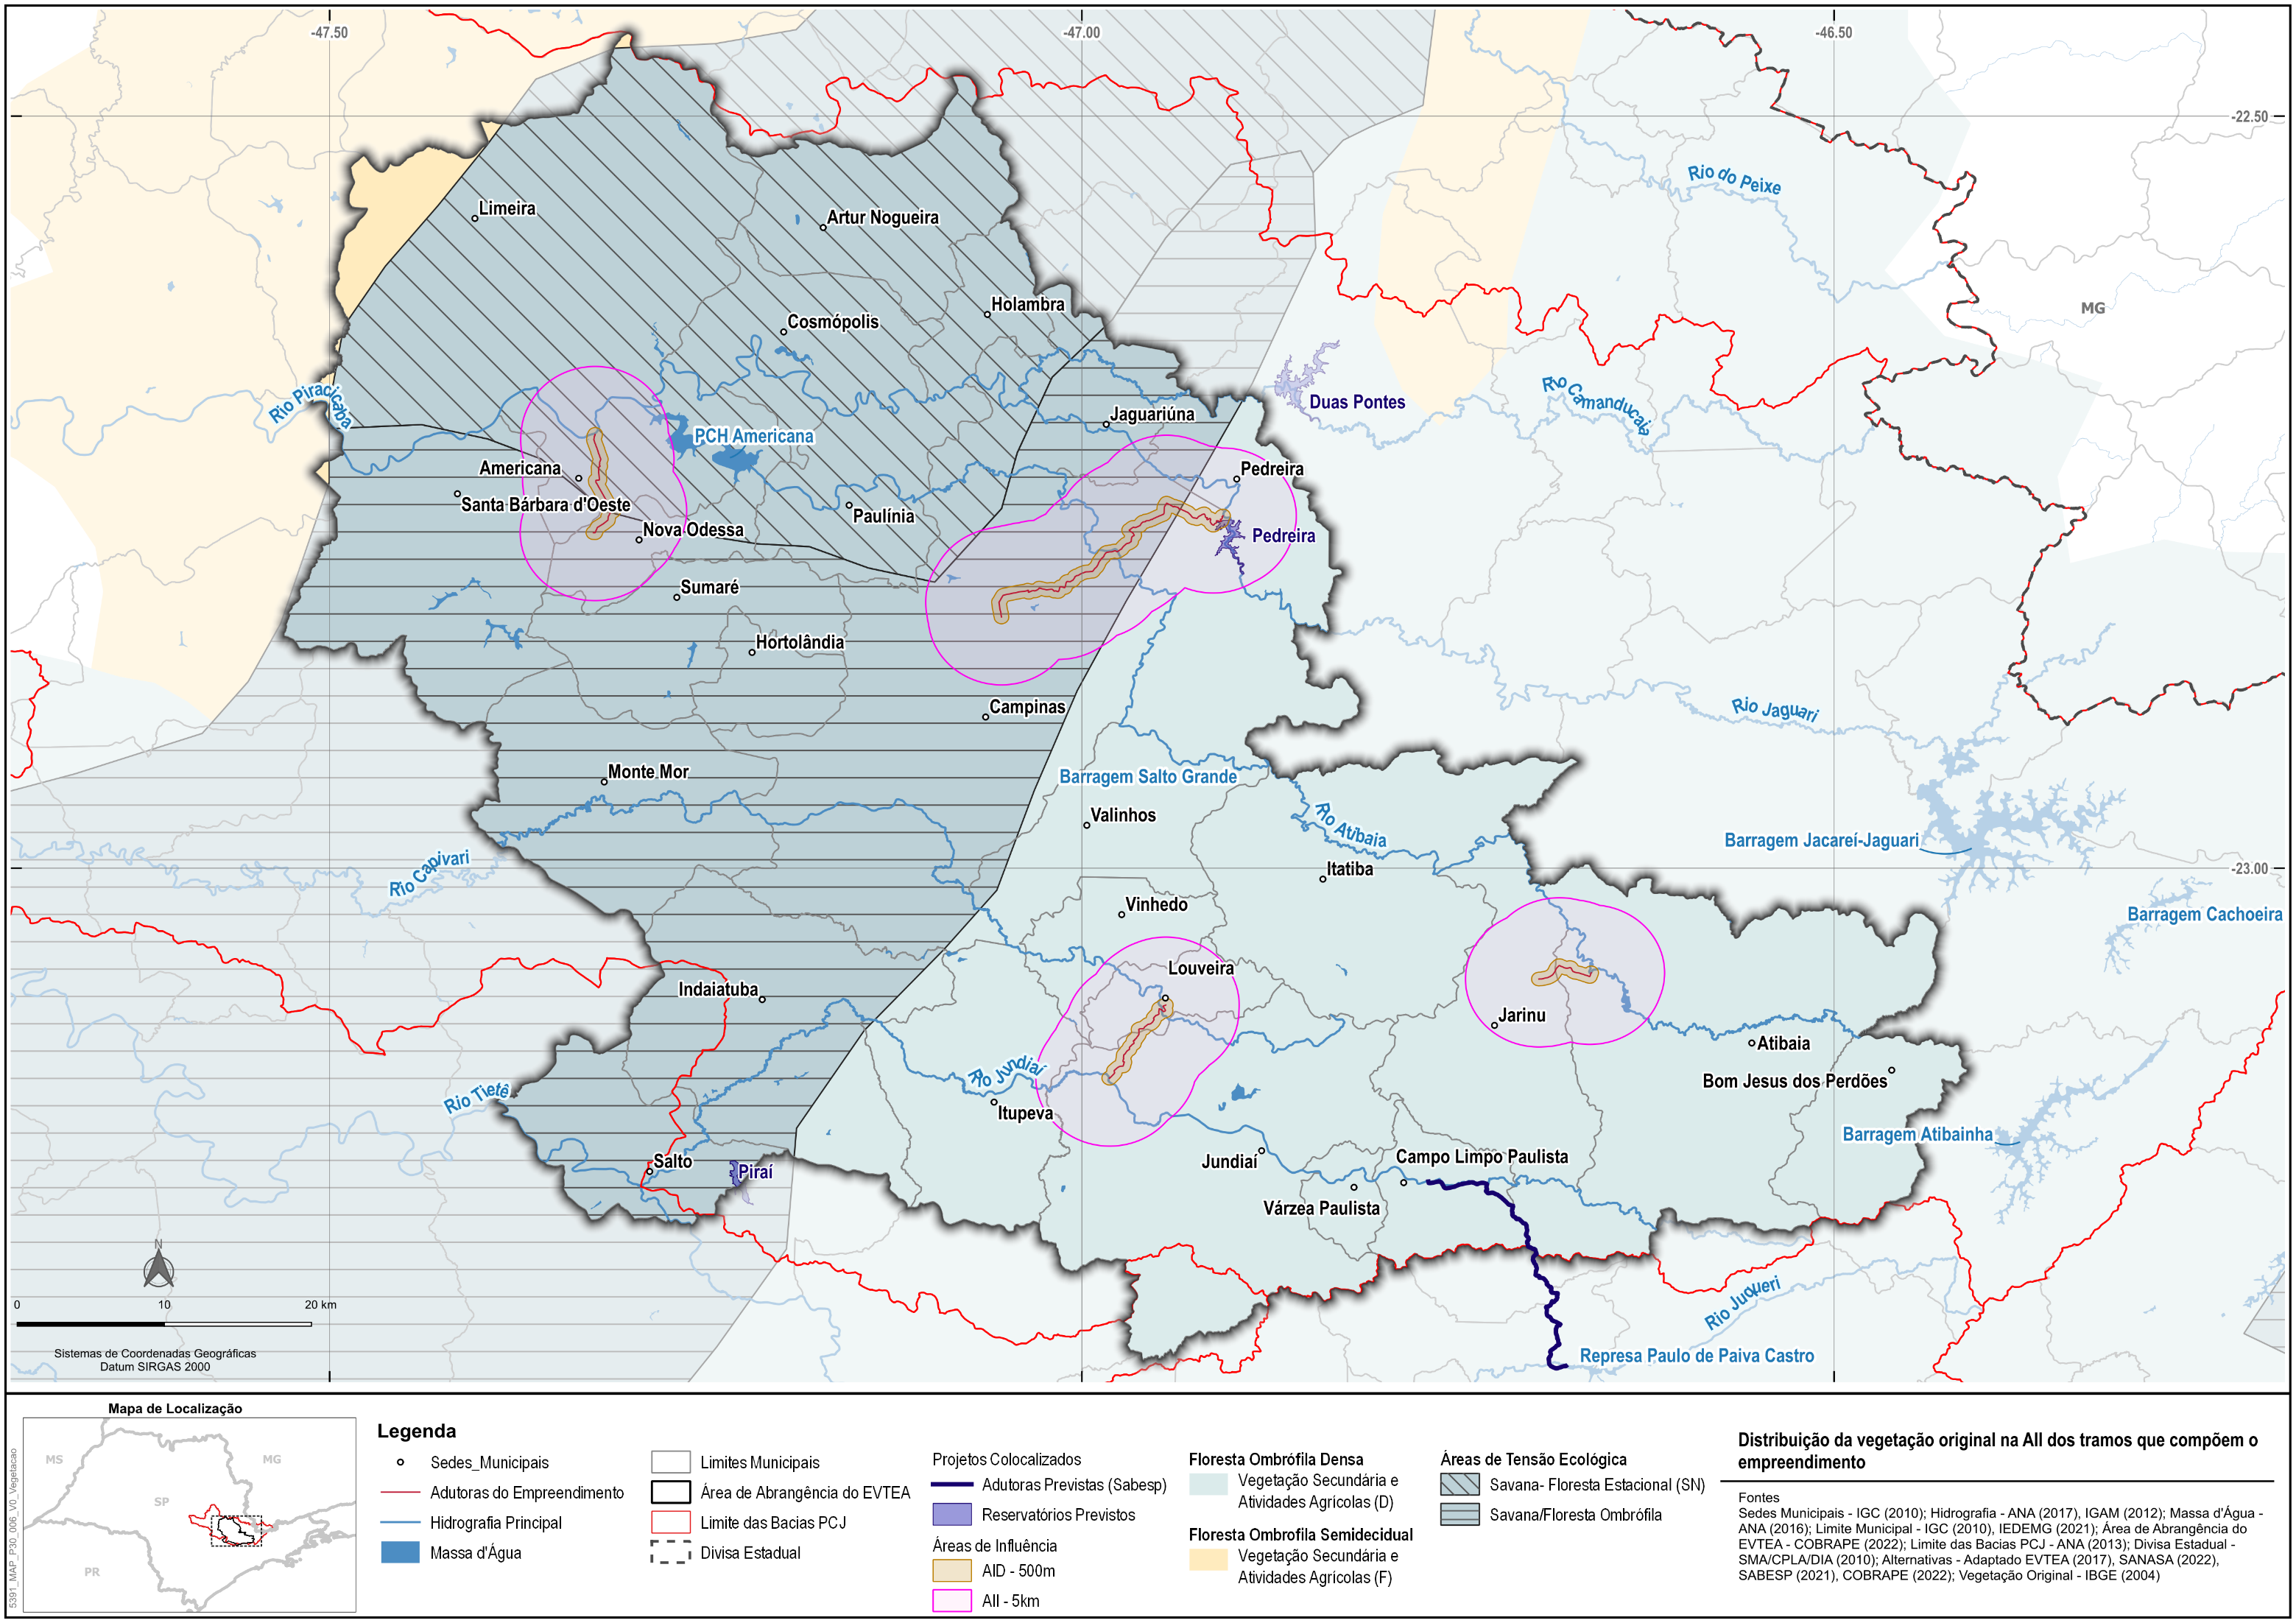 -47.50
-47.00
-46.50
-22.50
Rio do Peixe
Limeira
Artur Nogueira
MG
Holambra
Cosmópolis
Rio Piracicaba
Rio Camanducaia
Duas Pontes
Jaguariúna
PCH Americana
Americana
Pedreira
Santa Bárbara d'Oeste
Paulínia
Nova Odessa
Pedreira
Sumaré
Hortolândia
Campinas
Rio Jaguari
Monte Mor
Barragem Salto Grande
Valinhos
Rio Atibaia
Barragem Jacareí-Jaguari
Rio Capivari
Itatiba
-23.00
Vinhedo
Barragem Cachoeira
Louveira
Indaiatuba
Jarinu
Atibaia
Rio Jundiaí
Bom Jesus dos Perdões
Rio Tietê
Itupeva
Barragem Atibainha
Salto
Piraí
Jundiaí
Campo Limpo Paulista
Várzea Paulista
N
0 10 20 km
Rio Juqueri
Sistemas de Coordenadas Geográficas
Datum SIRGAS 2000
Represa Paulo de Paiva Castro
Mapa de Localização
MS
MG
SP
PR
5391_MAP_P30_006_V0_Vegetacao
Legenda
Sedes_Municipais
Adutoras do Empreendimento
Hidrografia Principal
Massa d'Água
Limites Municipais
Área de Abrangência do EVTEA
Limite das Bacias PCJ
Divisa Estadual
Projetos Colocalizados
Adutoras Previstas (Sabesp)
Reservatórios Previstos
Áreas de Influência
AID - 500m
AII - 5km
Floresta Ombrófila Densa
Vegetação Secundária e
Atividades Agrícolas (D)
Floresta Ombrofila Semidecidual
Vegetação Secundária e
Atividades Agrícolas (F)
Áreas de Tensão Ecológica
Savana- Floresta Estacional (SN)
Savana/Floresta Ombrófila
Distribuição da vegetação original na AII dos tramos que compõem o
empreendimento
Fontes
Sedes Municipais - IGC (2010); Hidrografia - ANA (2017), IGAM (2012); Massa d'Água -
ANA (2016); Limite Municipal - IGC (2010), IEDEMG (2021); Área de Abrangência do
EVTEA - COBRAPE (2022); Limite das Bacias PCJ - ANA (2013); Divisa Estadual -
SMA/CPLA/DIA (2010); Alternativas - Adaptado EVTEA (2017), SANASA (2022),
SABESP (2021), COBRAPE (2022); Vegetação Original - IBGE (2004)